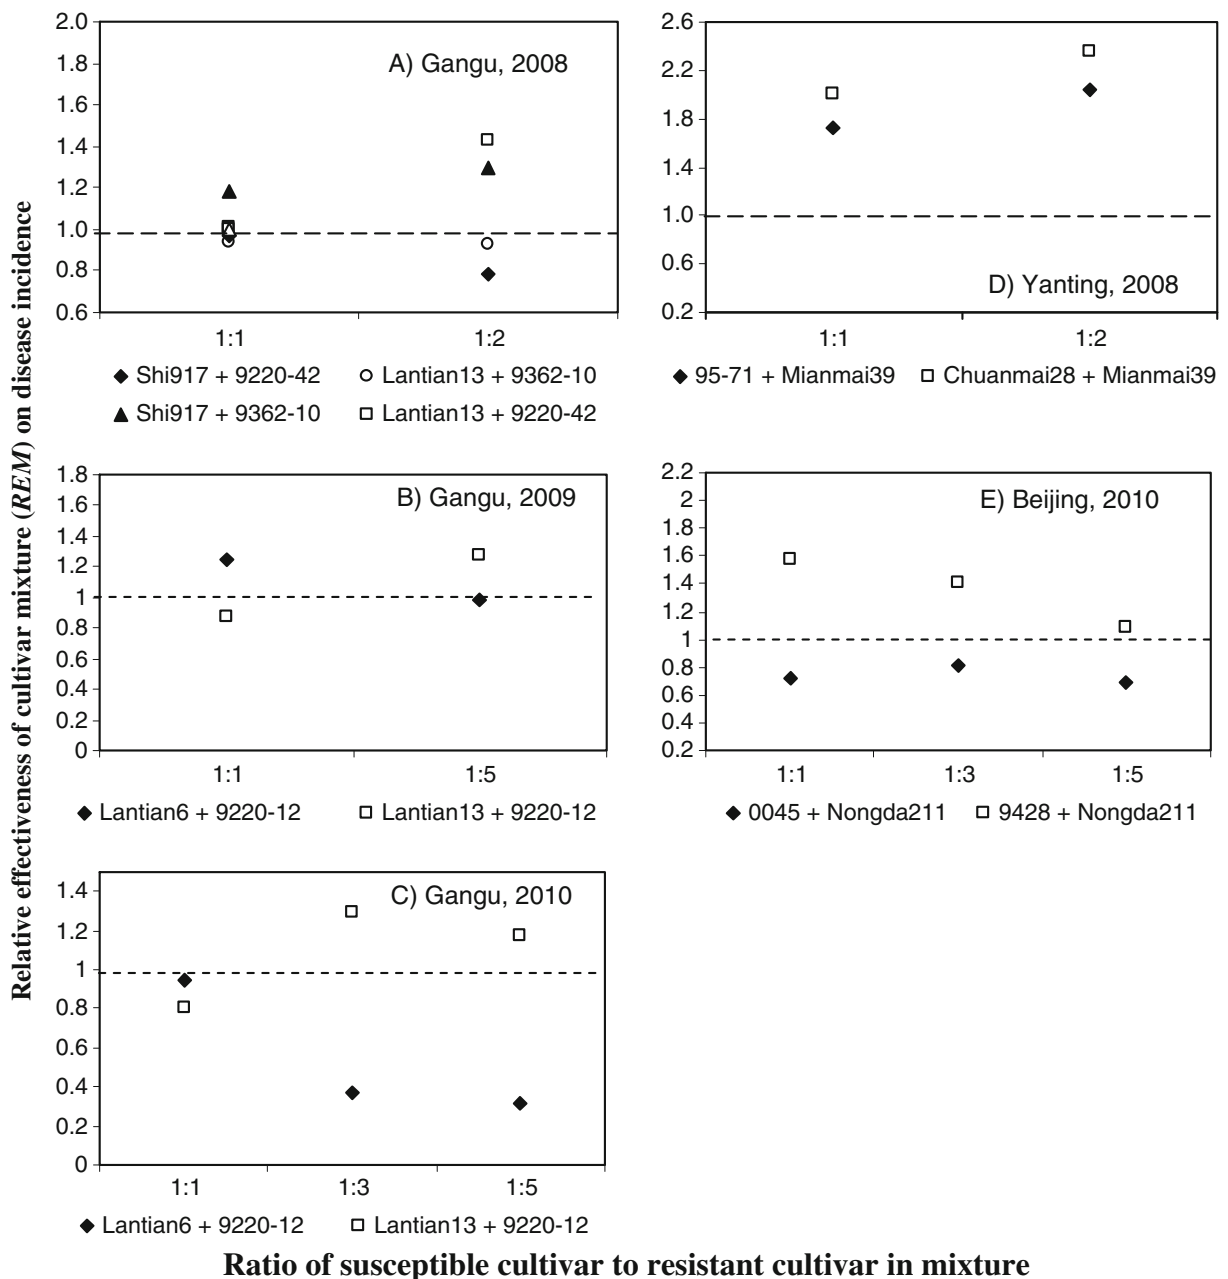 Relative effectiveness of cultivar mixture (REM) on disease incidence
2.0
1.8
1.6
1.4
1.2
1.0
0.8
0.6
A) Gangu, 2008
1:1
1:2
Shi917 + 9220-42
Lantian13 + 9362-10
Shi917 + 9362-10
Lantian13 + 9220-42
2.6
2.2
1.8
1.4
1.0
0.6
0.2
D) Yanting, 2008
1:1
1:2
95-71 + Mianmai39
Chuanmai28 + Mianmai39
1.8
1.6
1.4
1.2
1
0.8
0.6
0.4
0.2
0
B) Gangu, 2009
1:1
1:5
Lantian6 + 9220-12
Lantian13 + 9220-12
2.2
2
1.8
1.6
1.4
1.2
1
0.8
0.6
0.4
0.2
E) Beijing, 2010
1:1
1:3
1:5
0045 + Nongda211
9428 + Nongda211
1.4
1.2
1
0.8
0.6
0.4
0.2
0
C) Gangu, 2010
1:1
1:3
1:5
Lantian6 + 9220-12
Lantian13 + 9220-12
Ratio of susceptible cultivar to resistant cultivar in mixture